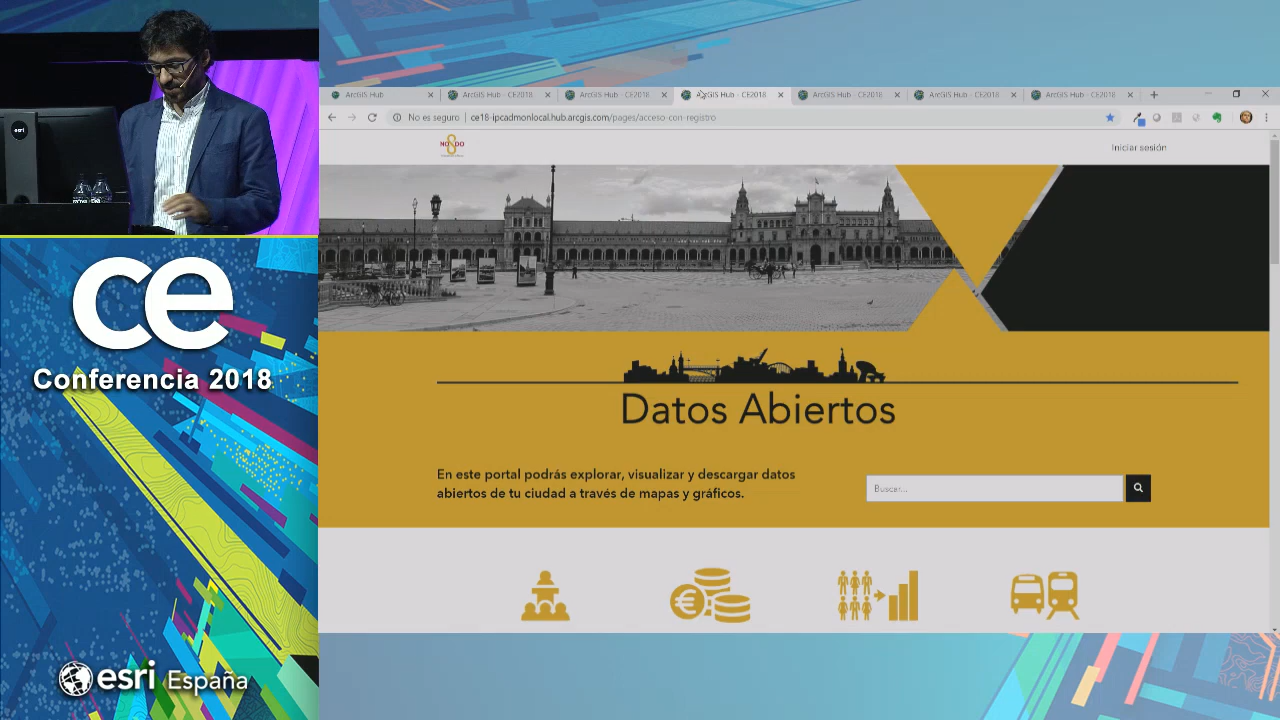 esri
ce
Conferencia 2018
esri España
ArcGIS Hub
ArcGIS Hub - CE2018
ArcGIS Hub - CE2018
ArcGIS Hub - CE2018
ArcGIS Hub - CE2018
ArcGIS Hub - CE2018
ArcGIS Hub - CE2018
No es seguro | ce18-ipcadmonlocal.hub.arcgis.com/pages/acceso-con-registro
NO8DO
Iniciar sesión
Datos Abiertos
En este portal podrás explorar, visualizar y descargar datos
abiertos de tu ciudad a través de mapas y gráficos.
Buscar...